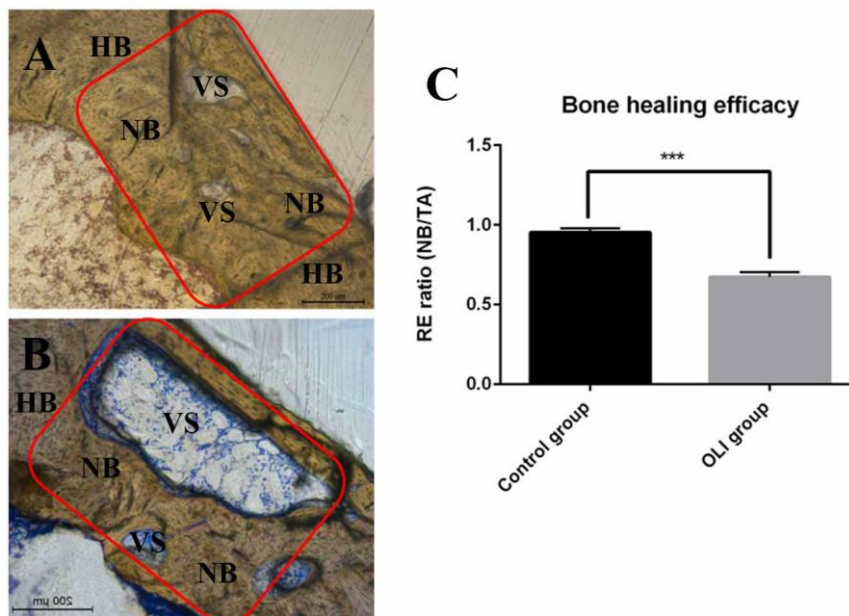 A
HB
VS
NB
VS
NB
HB
200 µm
B
HB
VS
NB
VS
NB
200 µm
C
Bone healing efficacy
***
RE ratio (NB/TA)
1.5
1.0
0.5
0.0
Control group
OLI group